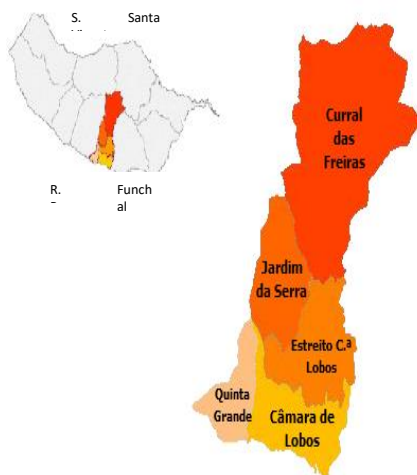 S. Santa
R. Funch
al
Curral
das
Freiras
Jardim
da Serra
Estreito C.ª
Lobos
Quinta
Grande
Câmara de
Lobos